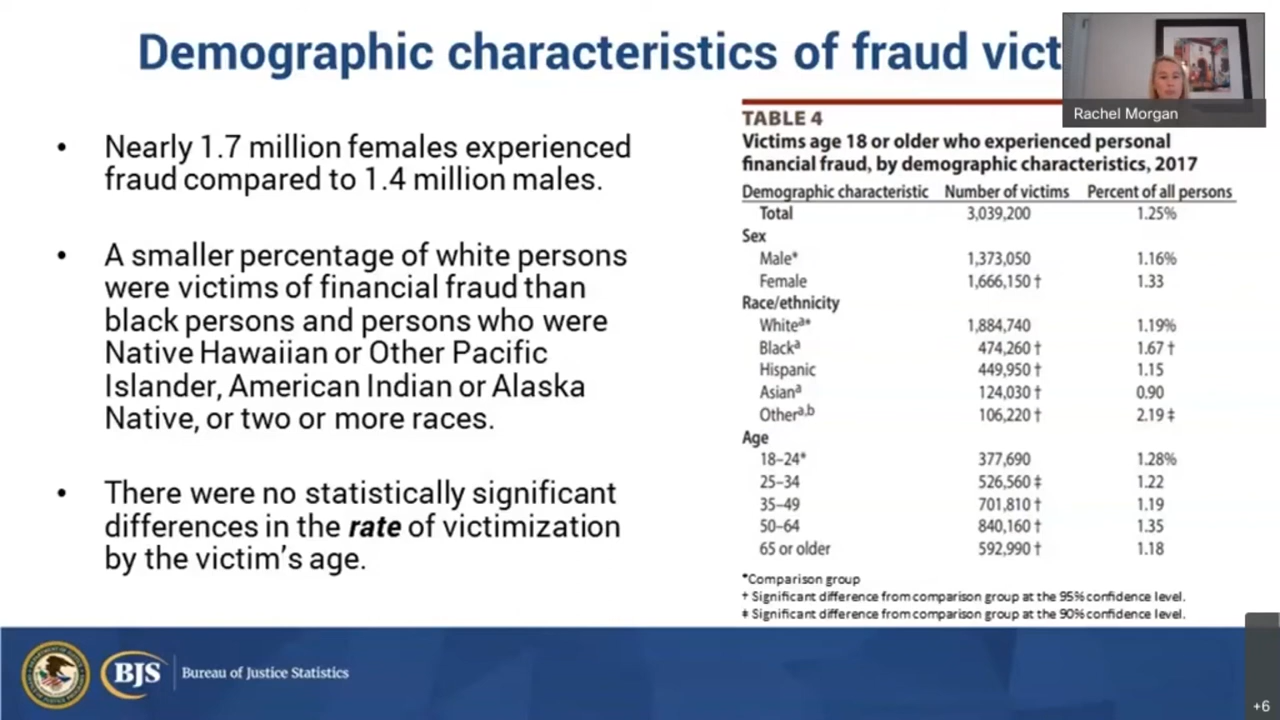 Demographic characteristics of fraud vict
Rachel Morgan
• Nearly 1.7 million females experienced
fraud compared to 1.4 million males.
• A smaller percentage of white persons
were victims of financial fraud than
black persons and persons who were
Native Hawaiian or Other Pacific
Islander, American Indian or Alaska
Native, or two or more races.
• There were no statistically significant
differences in the rate of victimization
by the victim's age.
TABLE 4
Victims age 18 or older who experienced personal
financial fraud, by demographic characteristics, 2017
Demographic characteristic Number of victims Percent of all persons
Total 3,039,200 1.25%
Sex
Male* 1,373,050 1.16%
Female 1,666,150 † 1.33
Race/ethnicity
Whiteᵃ* 1,884,740 1.19%
Blackᵃ 474,260 † 1.67 †
Hispanic 449,950 † 1.15
Asianᵃ 124,030 † 0.90
Otherᵃ,ᵇ 106,220 † 2.19 ‡
Age
18–24* 377,690 1.28%
25–34 526,560 ‡ 1.22
35–49 701,810 † 1.19
50–64 840,160 † 1.35
65 or older 592,990 † 1.18
*Comparison group
† Significant difference from comparison group at the 95% confidence level.
‡ Significant difference from comparison group at the 90% confidence level.
BJS Bureau of Justice Statistics
+6